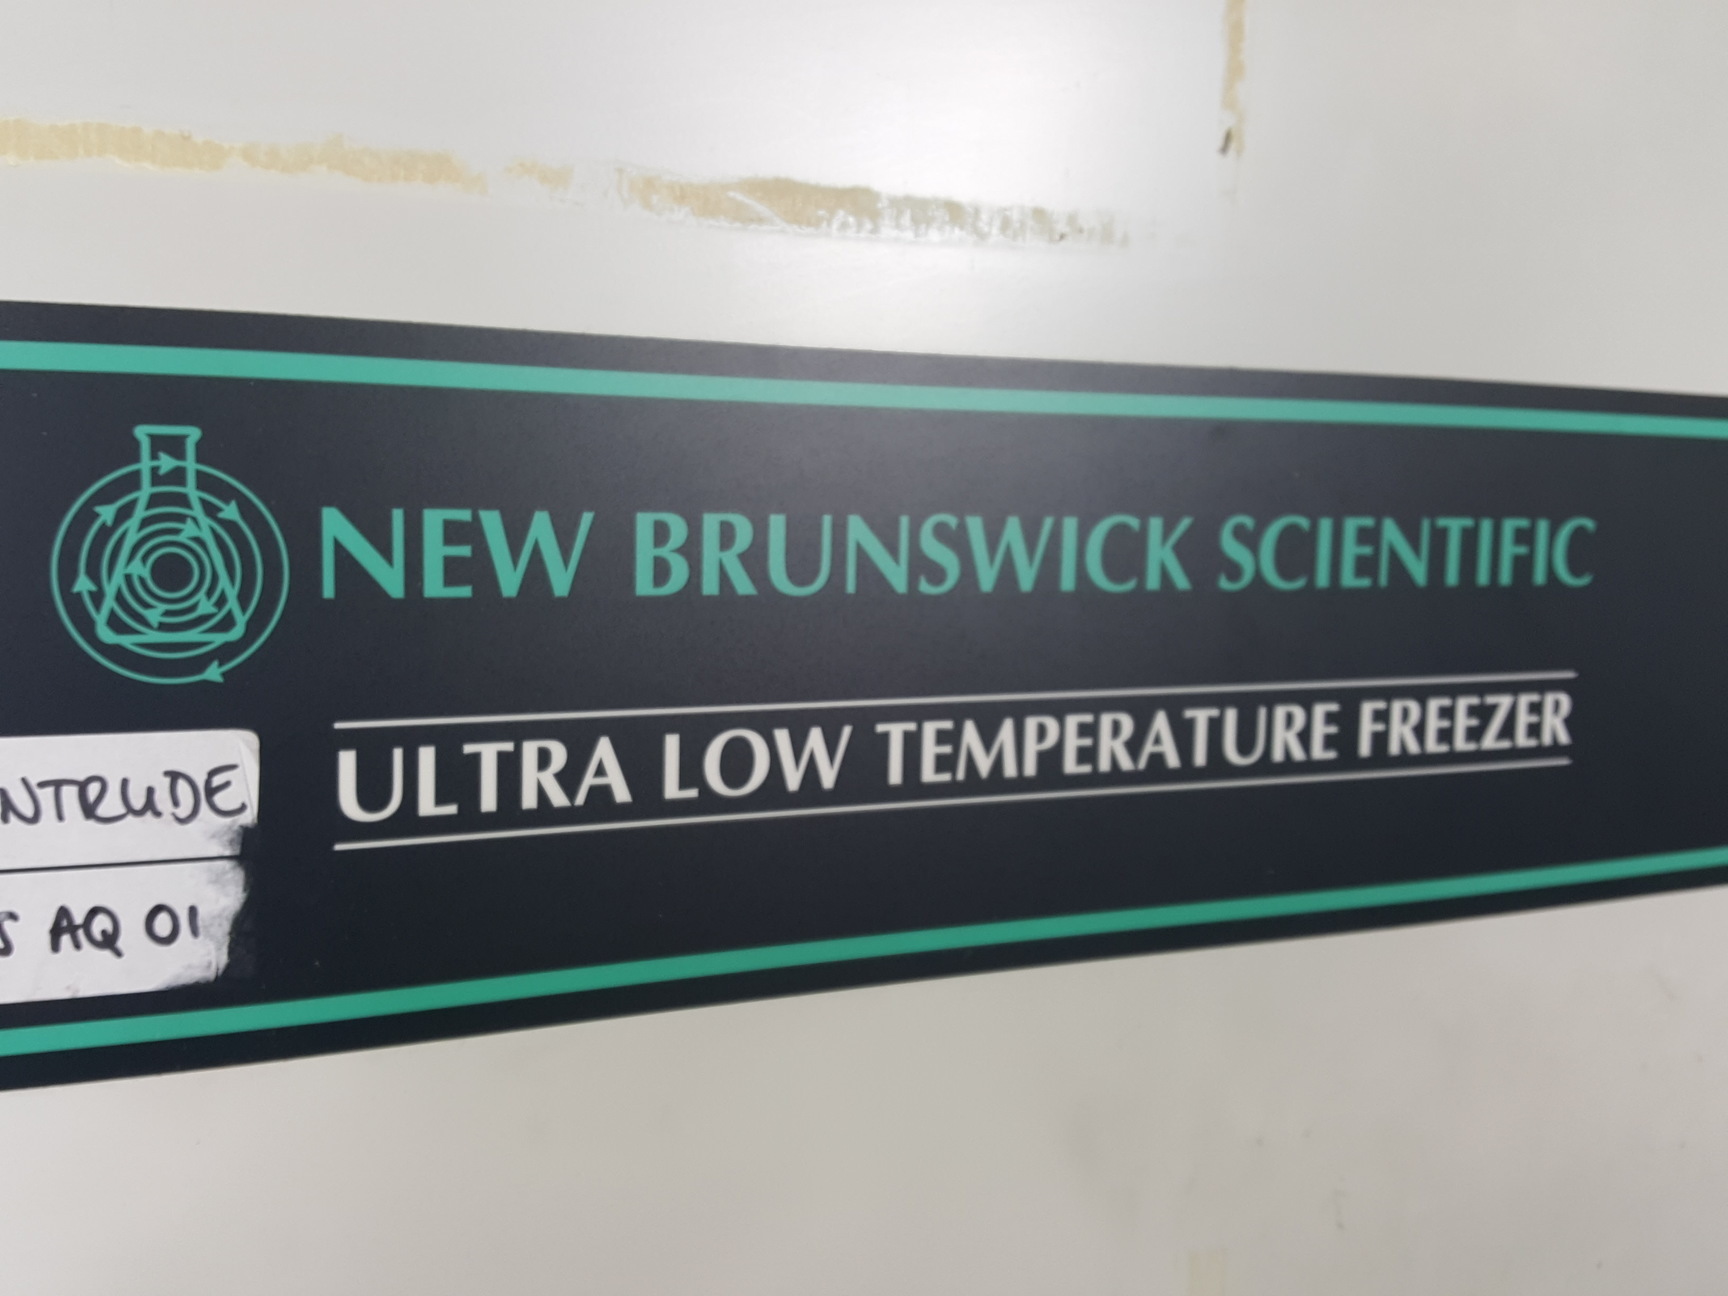 NEW BRUNSWICK SCIENTIFIC
ULTRA LOW TEMPERATURE FREEZER
NTRUDE
S AQ 01